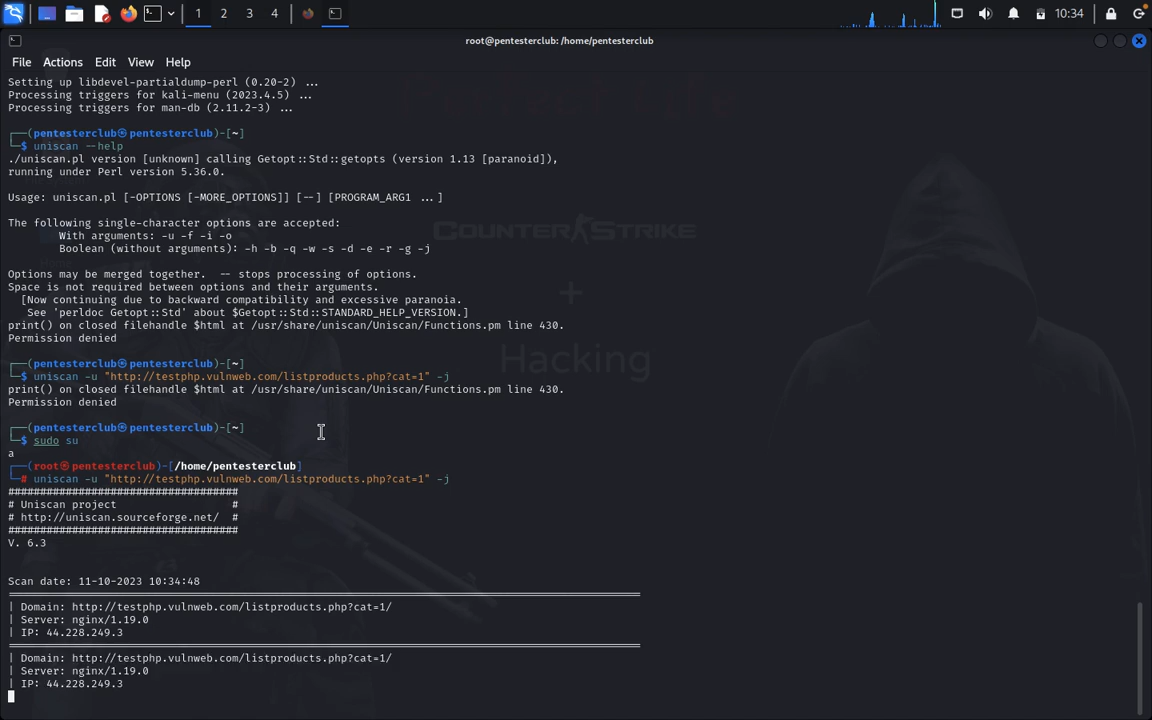 1 2 3 4 10:34
root@pentesterclub: /home/pentesterclub
File Actions Edit View Help
Setting up libdevel-partialdump-perl (0.20-2) ...
Processing triggers for kali-menu (2023.4.5) ...
Processing triggers for man-db (2.11.2-3) ...
┌──(pentesterclub㉿pentesterclub)-[~]
└─$ uniscan --help
./uniscan.pl version [unknown] calling Getopt::Std::getopts (version 1.13 [paranoid]),
running under Perl version 5.36.0.
Usage: uniscan.pl [-OPTIONS [-MORE_OPTIONS]] [--] [PROGRAM_ARG1 ...]
The following single-character options are accepted:
With arguments: -u -f -i -o
Boolean (without arguments): -h -b -q -w -s -d -e -r -g -j
Options may be merged together.  -- stops processing of options.
Space is not required between options and their arguments.
[Now continuing due to backward compatibility and excessive paranoia.
See 'perldoc Getopt::Std' about $Getopt::Std::STANDARD_HELP_VERSION.]
print() on closed filehandle $html at /usr/share/uniscan/Uniscan/Functions.pm line 430.
Permission denied
┌──(pentesterclub㉿pentesterclub)-[~]
└─$ uniscan -u "http://testphp.vulnweb.com/listproducts.php?cat=1" -j
print() on closed filehandle $html at /usr/share/uniscan/Uniscan/Functions.pm line 430.
Permission denied
┌──(pentesterclub㉿pentesterclub)-[~]
└─$ sudo su
a
┌──(root㉿pentesterclub)-[/home/pentesterclub]
└─# uniscan -u "http://testphp.vulnweb.com/listproducts.php?cat=1" -j
####################################
# Uniscan project                  #
# http://uniscan.sourceforge.net/  #
####################################
V. 6.3
Scan date: 11-10-2023 10:34:48
===================================================================================================
| Domain: http://testphp.vulnweb.com/listproducts.php?cat=1/
| Server: nginx/1.19.0
| IP: 44.228.249.3
===================================================================================================
| Domain: http://testphp.vulnweb.com/listproducts.php?cat=1/
| Server: nginx/1.19.0
| IP: 44.228.249.3
COUNTER STRIKE
+
Hacking